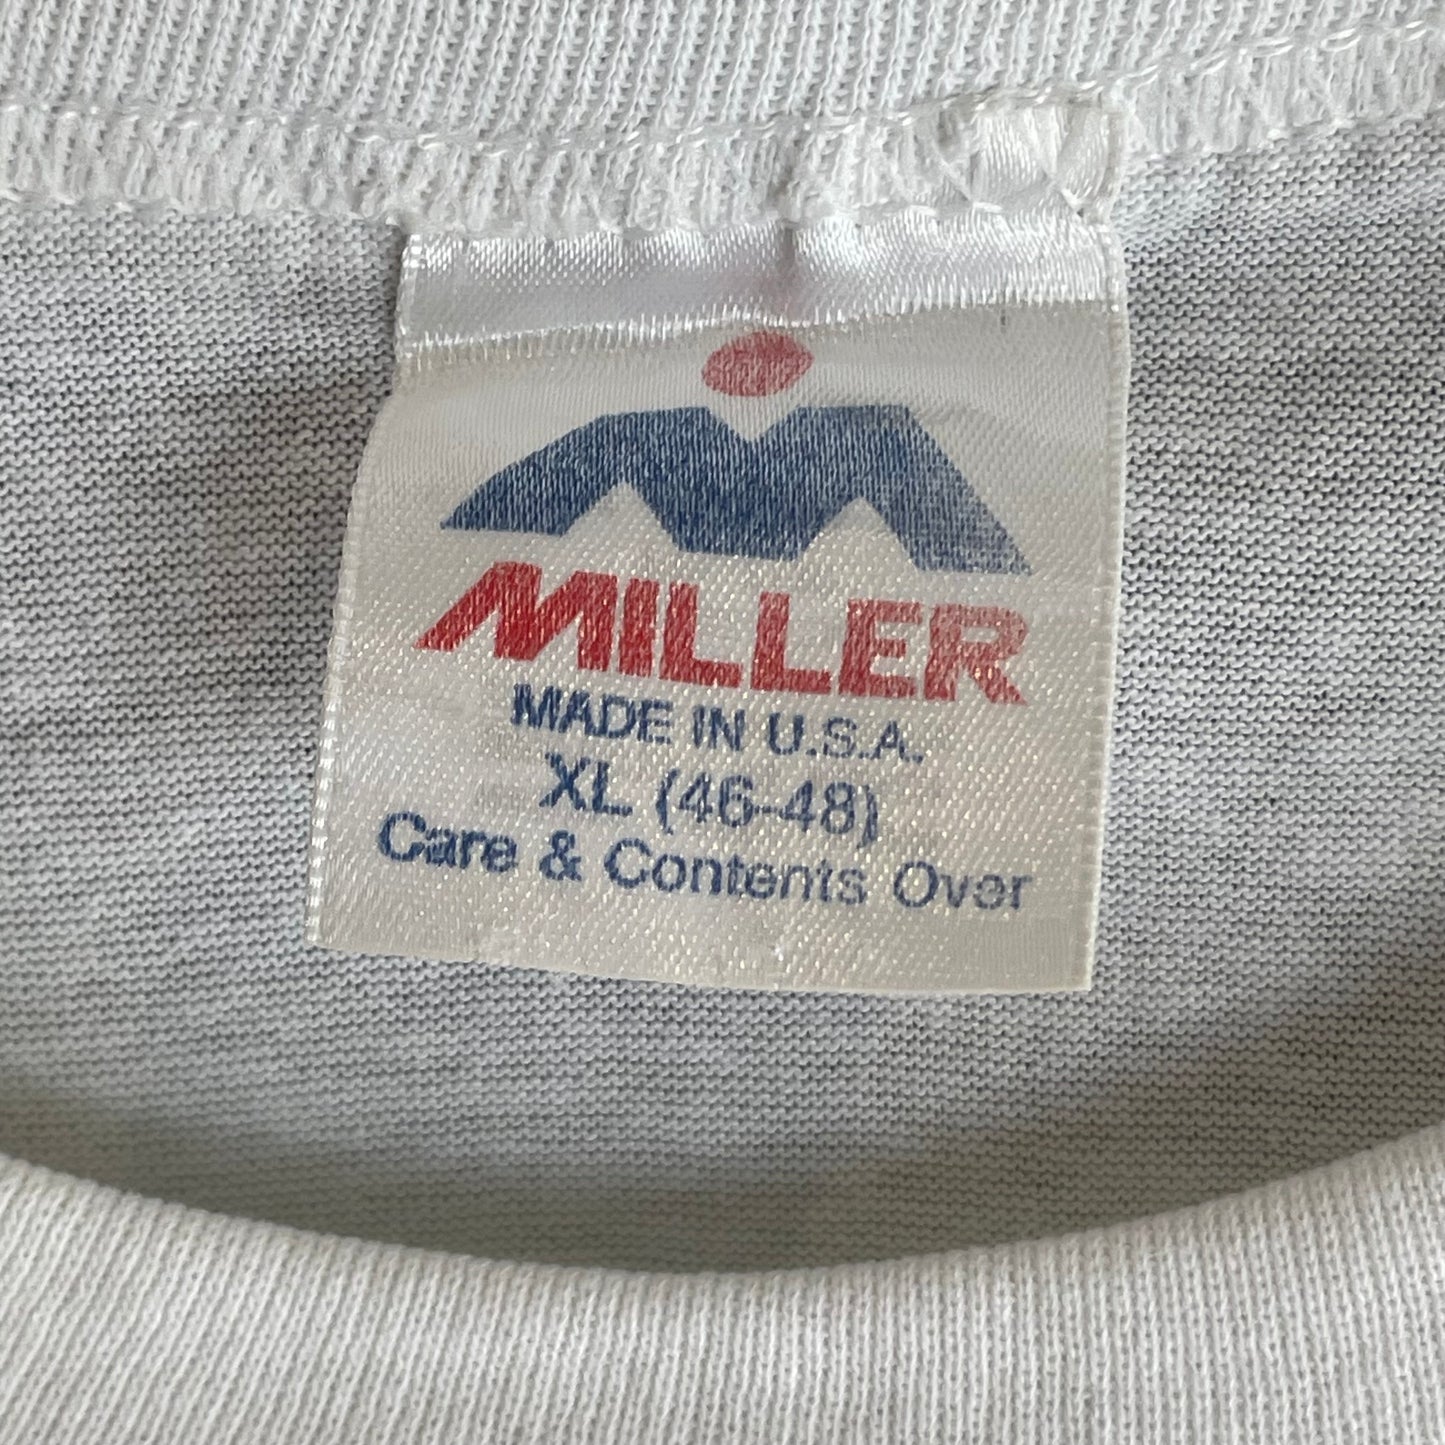 MILLER
MADE IN U.S.A.
XL (46-48)
Care & Contents Over